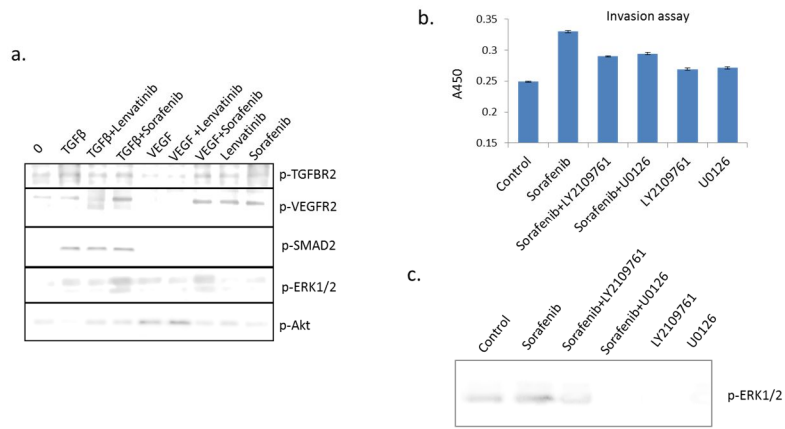 a.
0
TGFβ
TGFβ+Lenvatinib
TGFβ+Sorafenib
VEGF
VEGF +Lenvatinib
VEGF+Sorafenib
Lenvatinib
Sorafenib
p-TGFBR2
p-VEGFR2
p-SMAD2
p-ERK1/2
p-Akt
b.
Invasion assay
A450
0.35
0.3
0.25
0.2
0.15
Control
Sorafenib
Sorafenib+LY2109761
Sorafenib+U0126
LY2109761
U0126
c.
Control
Sorafenib
Sorafenib+LY2109761
Sorafenib+U0126
LY2109761
U0126
p-ERK1/2